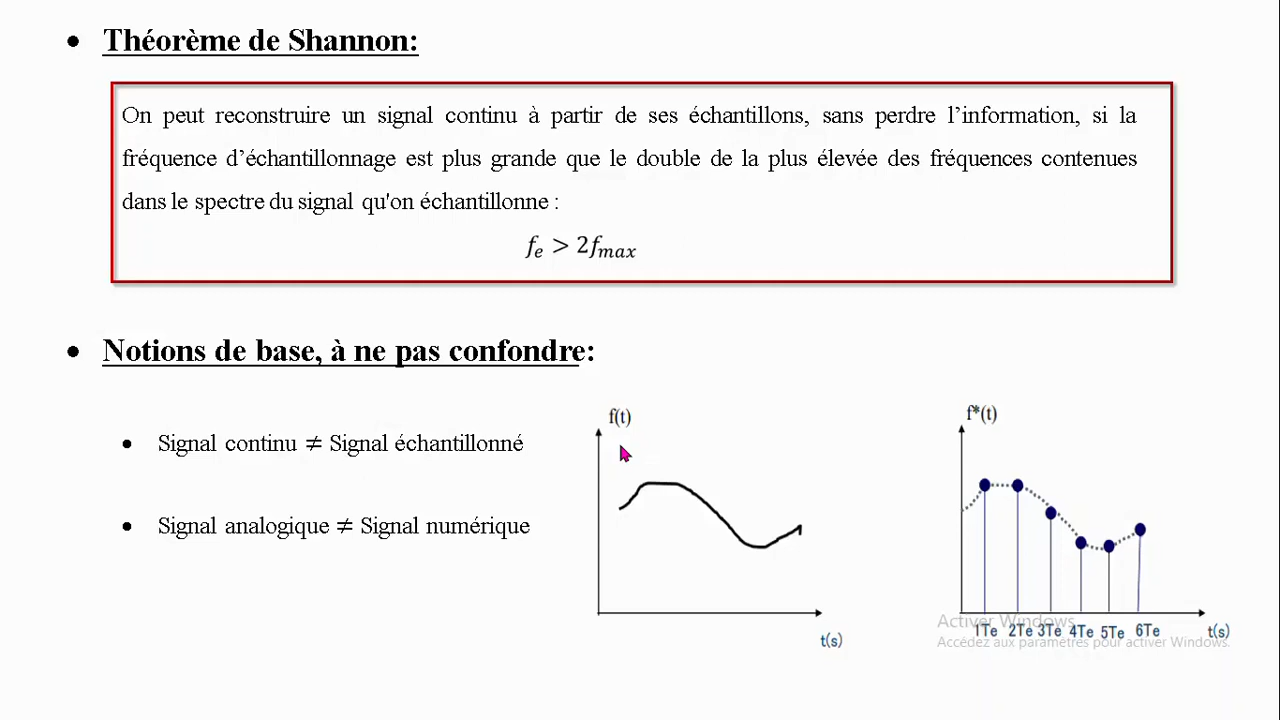 • Théorème de Shannon:
On peut reconstruire un signal continu à partir de ses échantillons, sans perdre l’information, si la
fréquence d’échantillonnage est plus grande que le double de la plus élevée des fréquences contenues
dans le spectre du signal qu'on échantillonne :
fₑ > 2fₘₐₓ
• Notions de base, à ne pas confondre:
• Signal continu ≠ Signal échantillonné
• Signal analogique ≠ Signal numérique
f(t)
t(s)
f*(t)
1Te 2Te 3Te 4Te 5Te 6Te
t(s)
Activer Windows
Accédez aux paramètres pour activer Windows.